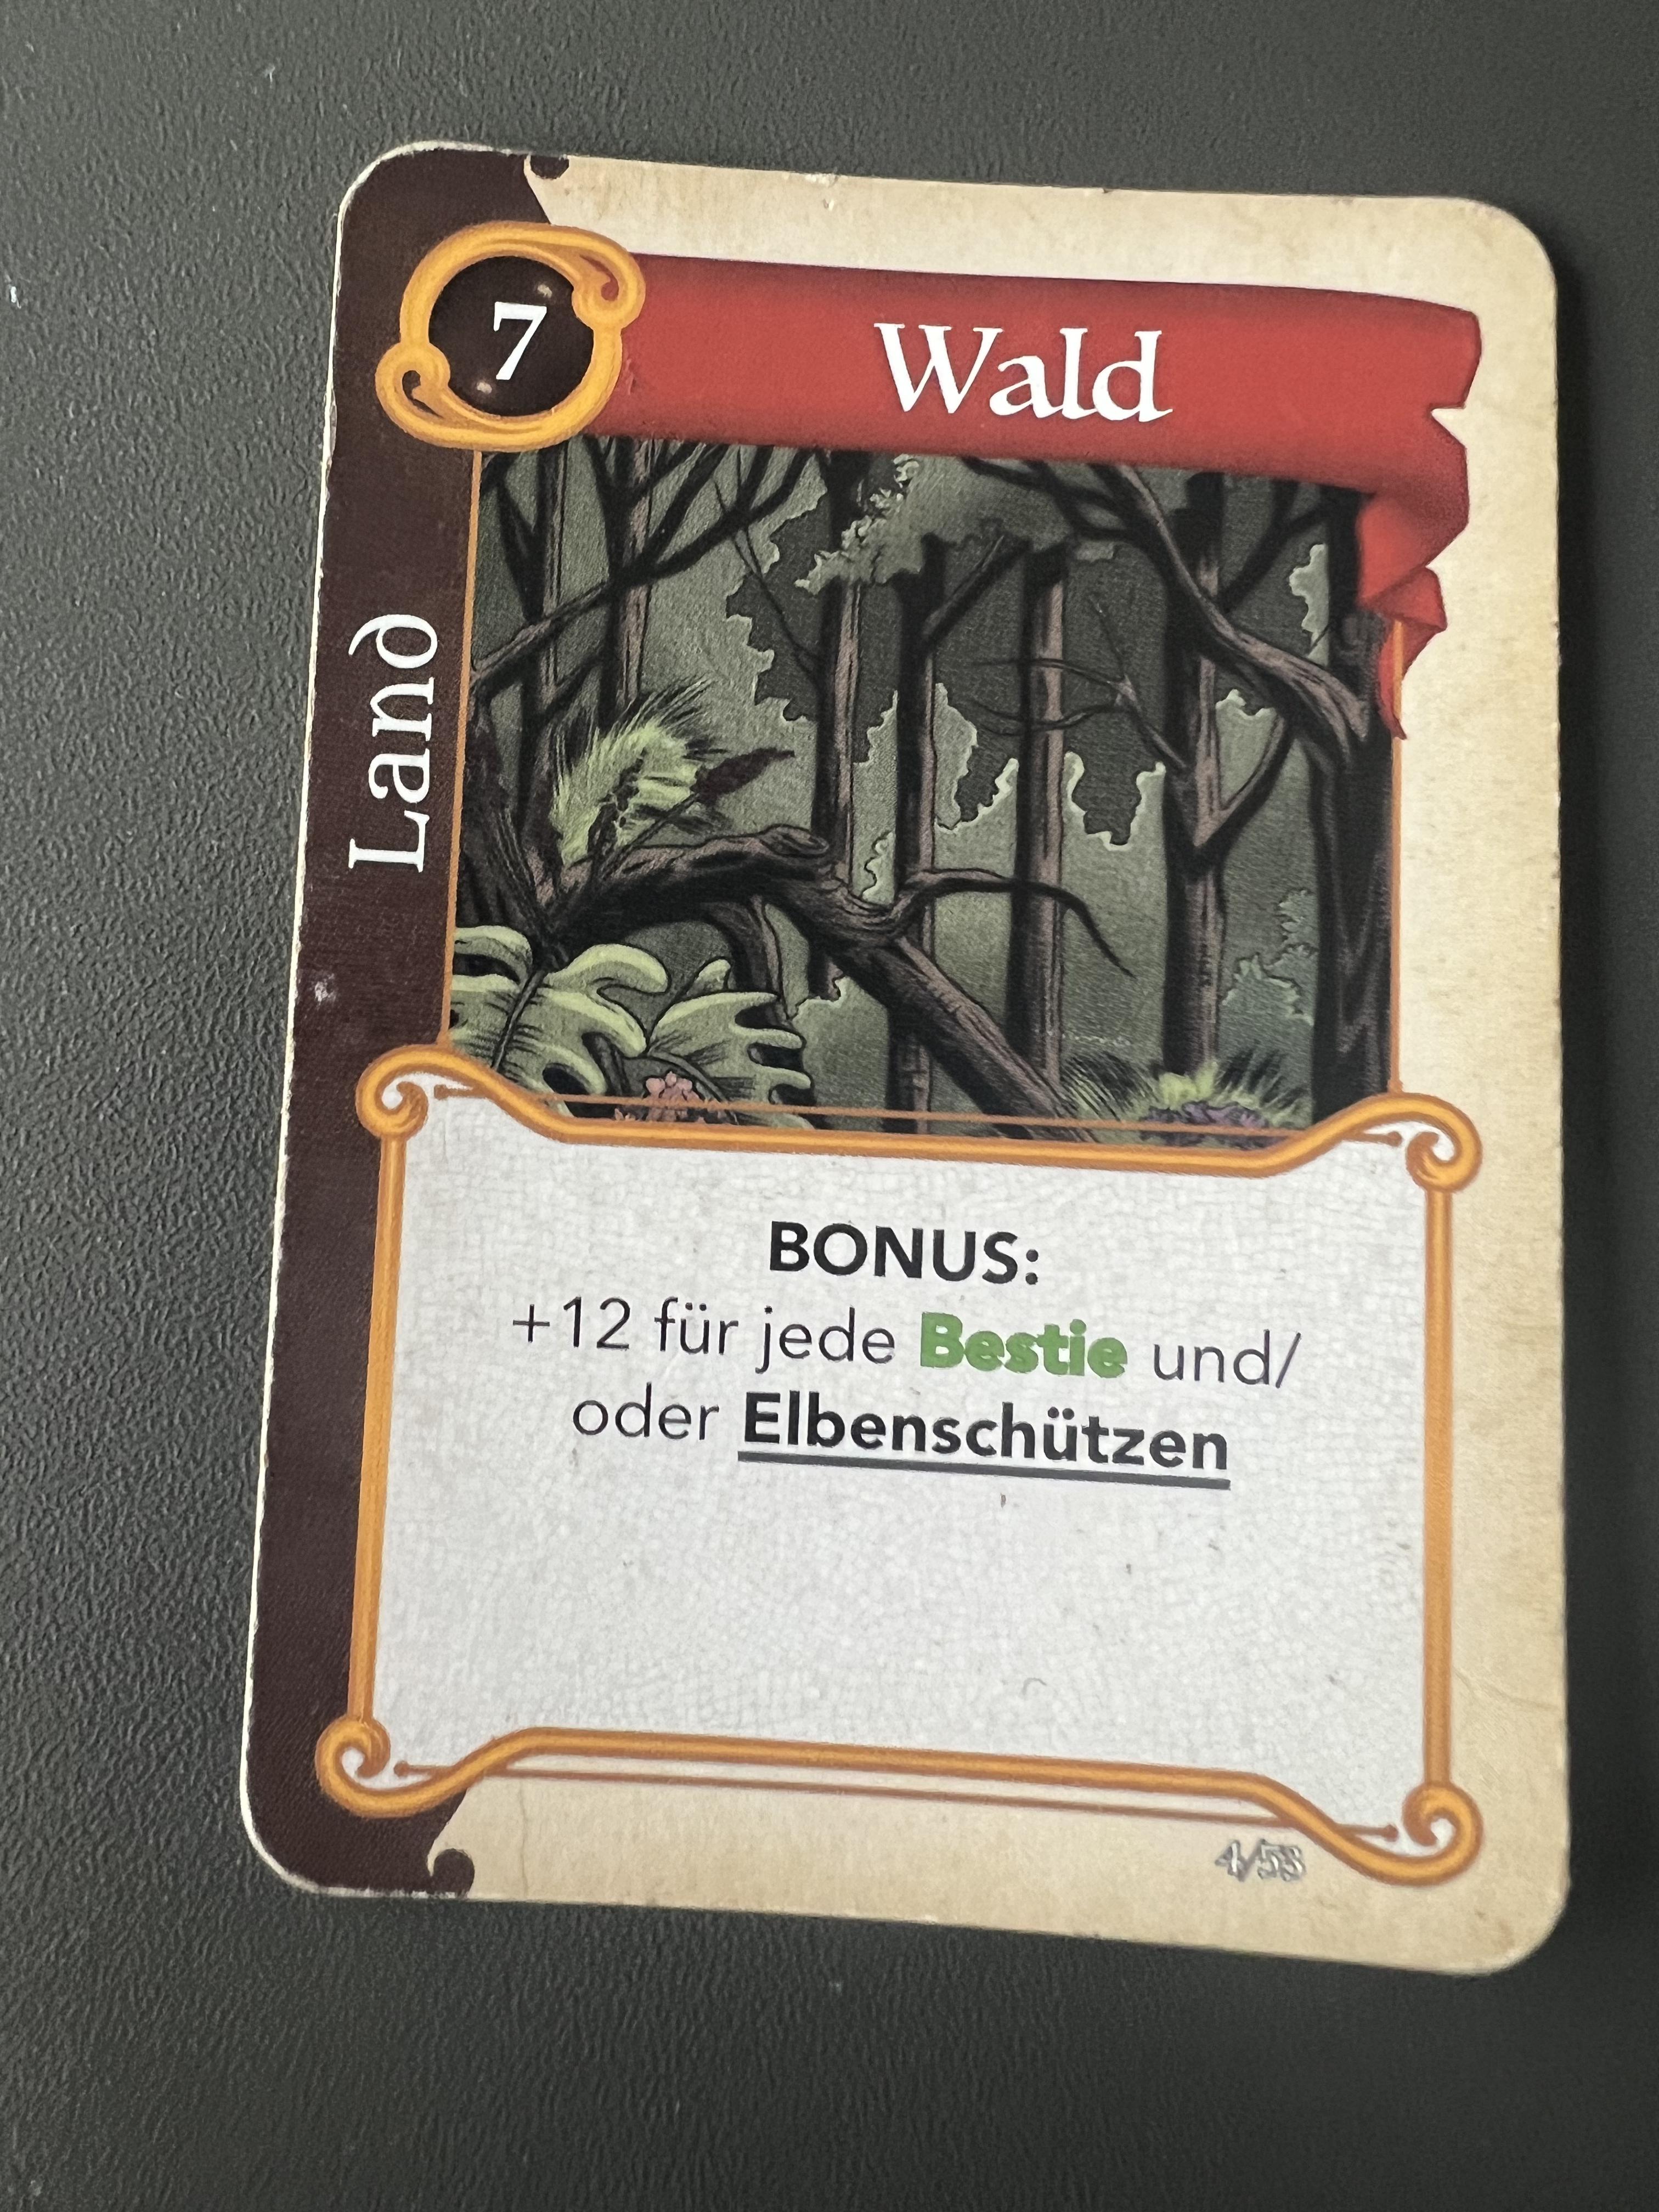 7
Wald
Land
BONUS:
+12 für jede Bestie und/
oder Elbenschützen
4/53